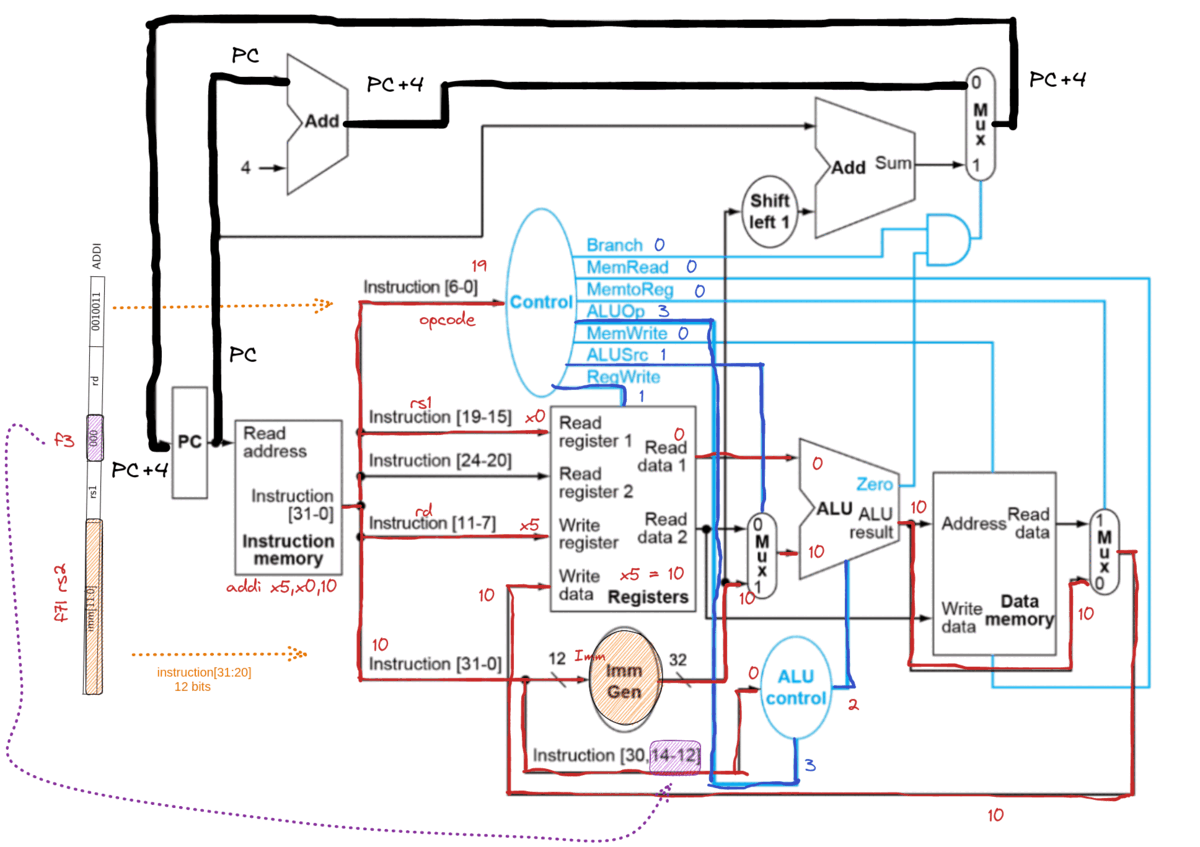 PC
PC+4
0
PC+4
Add
Mux
4
Add Sum
1
Shift left 1
ADDI
Branch 0
19
MemRead 0
Instruction [6-0]
MemtoReg 0
0010011
Control
opcode
ALUOp 3
MemWrite 0
PC
ALUSrc 1
RegWrite
rd
1
rs1
Instruction [19-15]
x0
Read register 1
0
Read data 1
f3
000
PC
Read address
PC+4
Instruction [24-20]
Read register 2
0
Zero
rs1
Instruction [31-0]
rd
Instruction [11-7]
x5
Write register
Read data 2
0
Mux
1
ALU
ALU result
10
10
Address
Read data
1
Mux
0
Instruction memory
addi x5,x0,10
10
Write data
x5 = 10
Registers
10
10
Write data
Data memory
f7| rs2
imm[11:0]
10
Instruction [31-0]
12
Imm
Imm Gen
32
0
ALU control
2
instruction[31:20]
12 bits
Instruction [30,14-12]
3
10